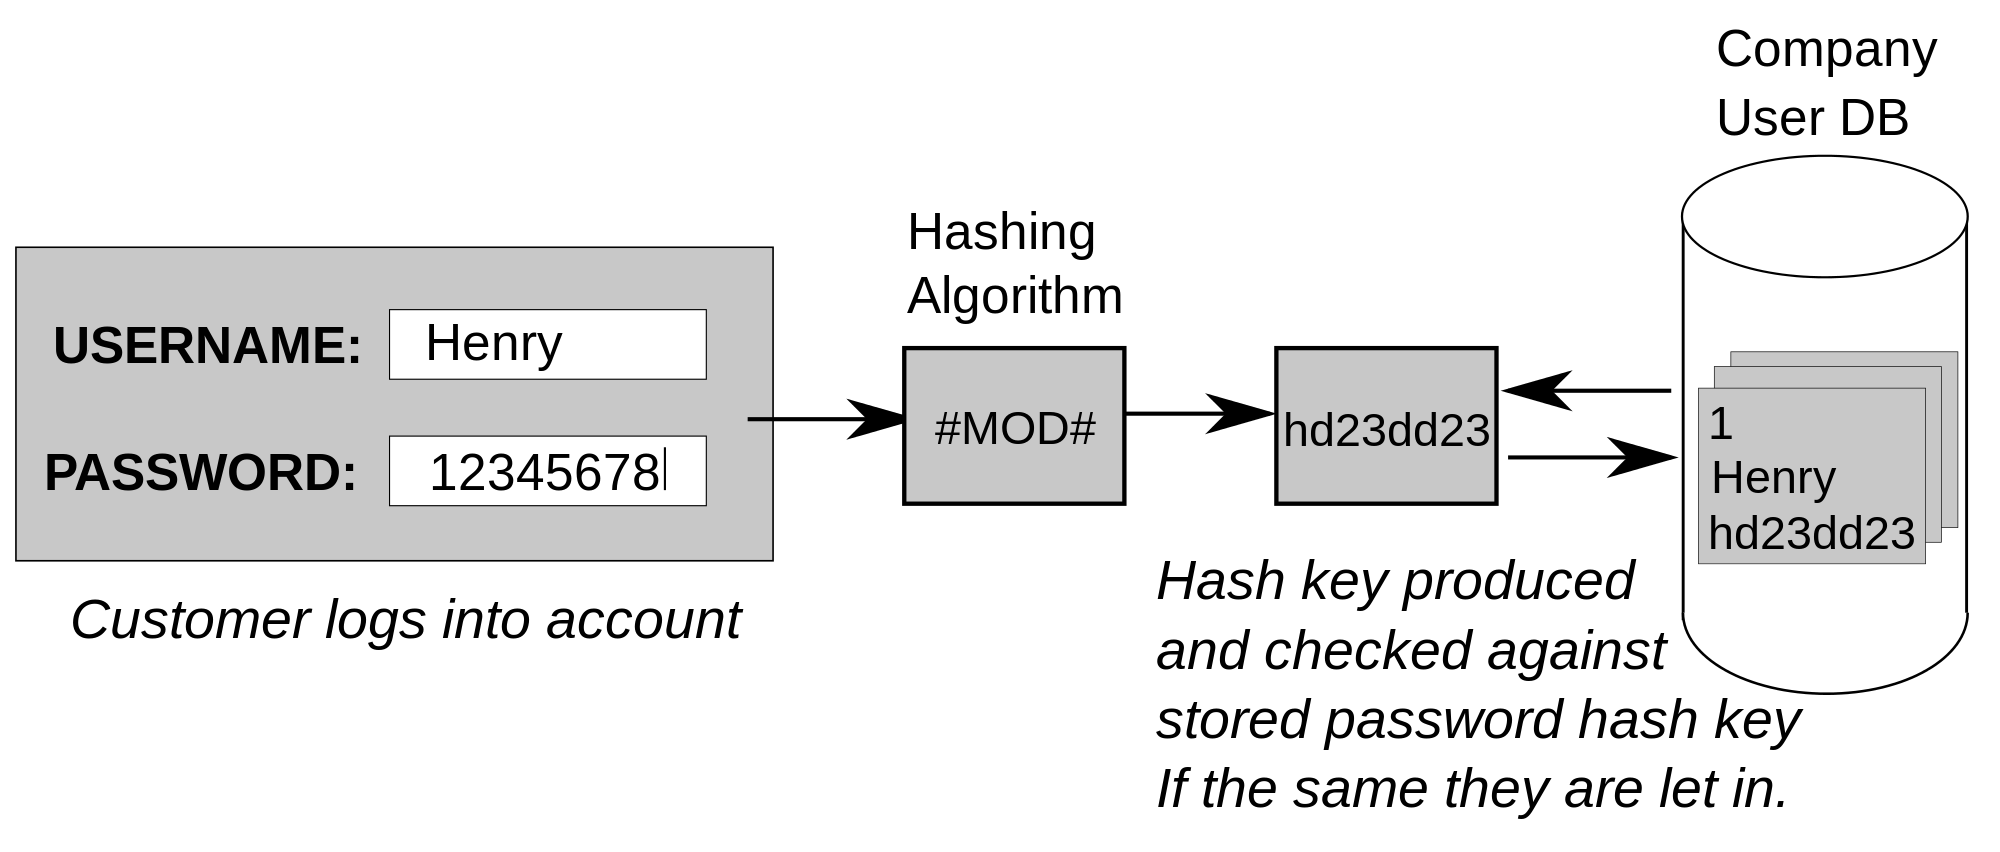 Company
User DB
Hashing
Algorithm
USERNAME: Henry
PASSWORD: 12345678
#MOD#
hd23dd23
1
Henry
hd23dd23
Customer logs into account
Hash key produced
and checked against
stored password hash key
If the same they are let in.